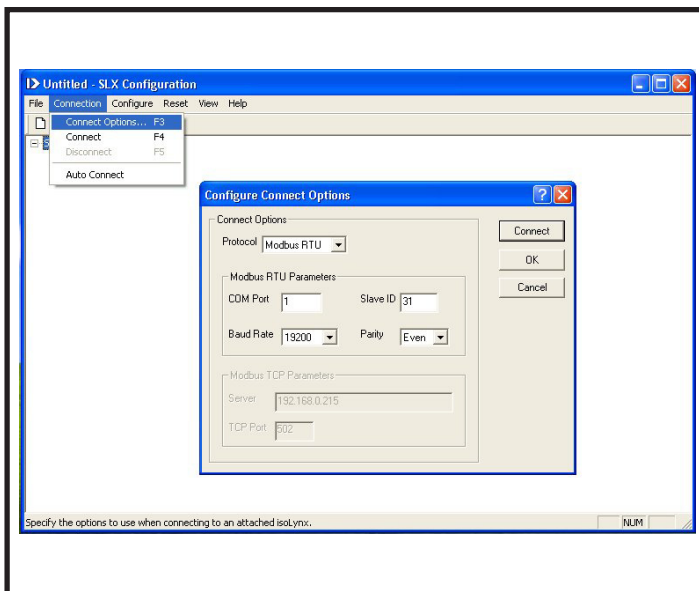 Untitled - SLX Configuration
File Connection Configure Reset View Help
Connect Options... F3
Connect F4
Disconnect F5
Auto Connect
Configure Connect Options
Connect Options
Protocol Modbus RTU
Connect
OK
Cancel
Modbus RTU Parameters
COM Port 1 Slave ID 31
Baud Rate 19200 Parity Even
Modbus TCP Parameters
Server 192.168.0.215
TCP Port 502
Specify the options to use when connecting to an attached isoLynx. NUM